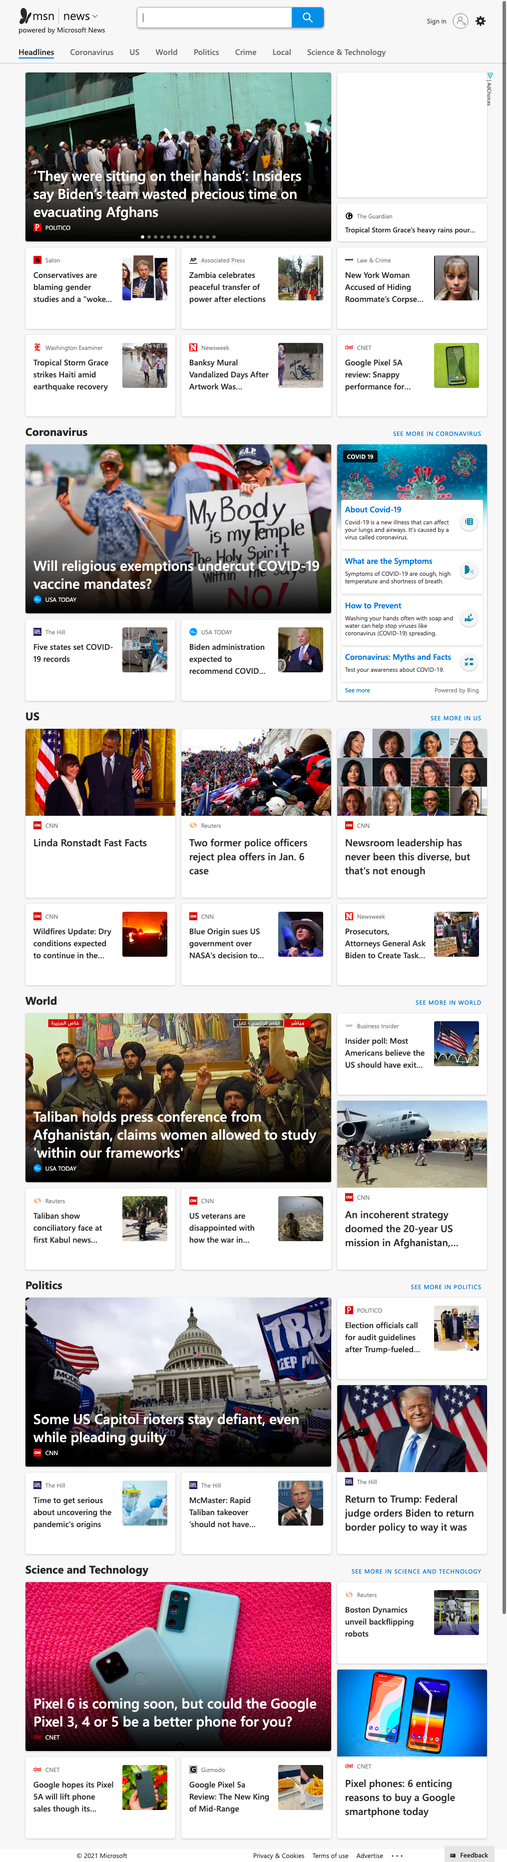 msn | news
powered by Microsoft News
Sign in
Headlines Coronavirus US World Politics Crime Local Science & Technology
AdChoices
'They were sitting on their hands': Insiders
say Biden's team wasted precious time on
evacuating Afghans
POLITICO
The Guardian
Tropical Storm Grace's heavy rains pour...
Salon
Conservatives are
blaming gender
studies and a "woke...
AP Associated Press
Zambia celebrates
peaceful transfer of
power after elections
Law & Crime
New York Woman
Accused of Hiding
Roommate's Corpse...
Washington Examiner
Tropical Storm Grace
strikes Haiti amid
earthquake recovery
Newsweek
Banksy Mural
Vandalized Days After
Artwork Was...
CNET
Google Pixel 5A
review: Snappy
performance for...
Coronavirus
SEE MORE IN CORONAVIRUS
My Body
is my Temple
The Holy Spirit
Within me Says
NO!
Will religious exemptions undercut COVID-19
vaccine mandates?
USA TODAY
COVID 19
About Covid-19
Covid-19 is a new illness that can affect
your lungs and airways. It's caused by a
virus called coronavirus.
What are the Symptoms
Symptoms of COVID-19 are cough, high
temperature and shortness of breath.
How to Prevent
Washing your hands often with soap and
water can help stop viruses like
coronavirus (COVID-19) spreading.
Coronavirus: Myths and Facts
Test your awareness about COVID-19.
See more
Powered by Bing
The Hill
Five states set COVID-
19 records
USA TODAY
Biden administration
expected to
recommend COVID...
US
SEE MORE IN US
CNN
Linda Ronstadt Fast Facts
Reuters
Two former police officers
reject plea offers in Jan. 6
case
CNN
Newsroom leadership has
never been this diverse, but
that's not enough
CNN
Wildfires Update: Dry
conditions expected
to continue in the...
CNN
Blue Origin sues US
government over
NASA's decision to...
Newsweek
Prosecutors,
Attorneys General Ask
Biden to Create Task...
World
SEE MORE IN WORLD
خاص الجزيرة
مباشر
Taliban holds press conference from
Afghanistan, claims women allowed to study
'within our frameworks'
USA TODAY
Business Insider
Insider poll: Most
Americans believe the
US should have exit...
CNN
An incoherent strategy
doomed the 20-year US
mission in Afghanistan,...
Reuters
Taliban show
conciliatory face at
first Kabul news...
CNN
US veterans are
disappointed with
how the war in...
Politics
SEE MORE IN POLITICS
TRU
Some US Capitol rioters stay defiant, even
while pleading guilty
CNN
POLITICO
Election officials call
for audit guidelines
after Trump-fueled...
The Hill
Return to Trump: Federal
judge orders Biden to return
border policy to way it was
The Hill
Time to get serious
about uncovering the
pandemic's origins
The Hill
McMaster: Rapid
Taliban takeover
'should not have...
Science and Technology
SEE MORE IN SCIENCE AND TECHNOLOGY
Pixel 6 is coming soon, but could the Google
Pixel 3, 4 or 5 be a better phone for you?
CNET
Reuters
Boston Dynamics
unveil backflipping
robots
CNET
Pixel phones: 6 enticing
reasons to buy a Google
smartphone today
CNET
Google hopes its Pixel
5A will lift phone
sales though its...
Gizmodo
Google Pixel 5a
Review: The New King
of Mid-Range
© 2021 Microsoft
Privacy & Cookies Terms of use Advertise ...
Feedback